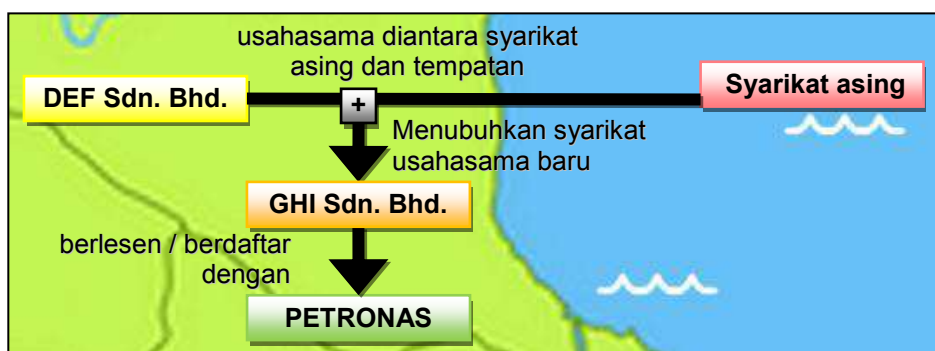 usahasama diantara syarikat
asing dan tempatan
DEF Sdn. Bhd.
+
Syarikat asing
Menubuhkan syarikat
usahasama baru
GHI Sdn. Bhd.
berlesen / berdaftar
dengan
PETRONAS